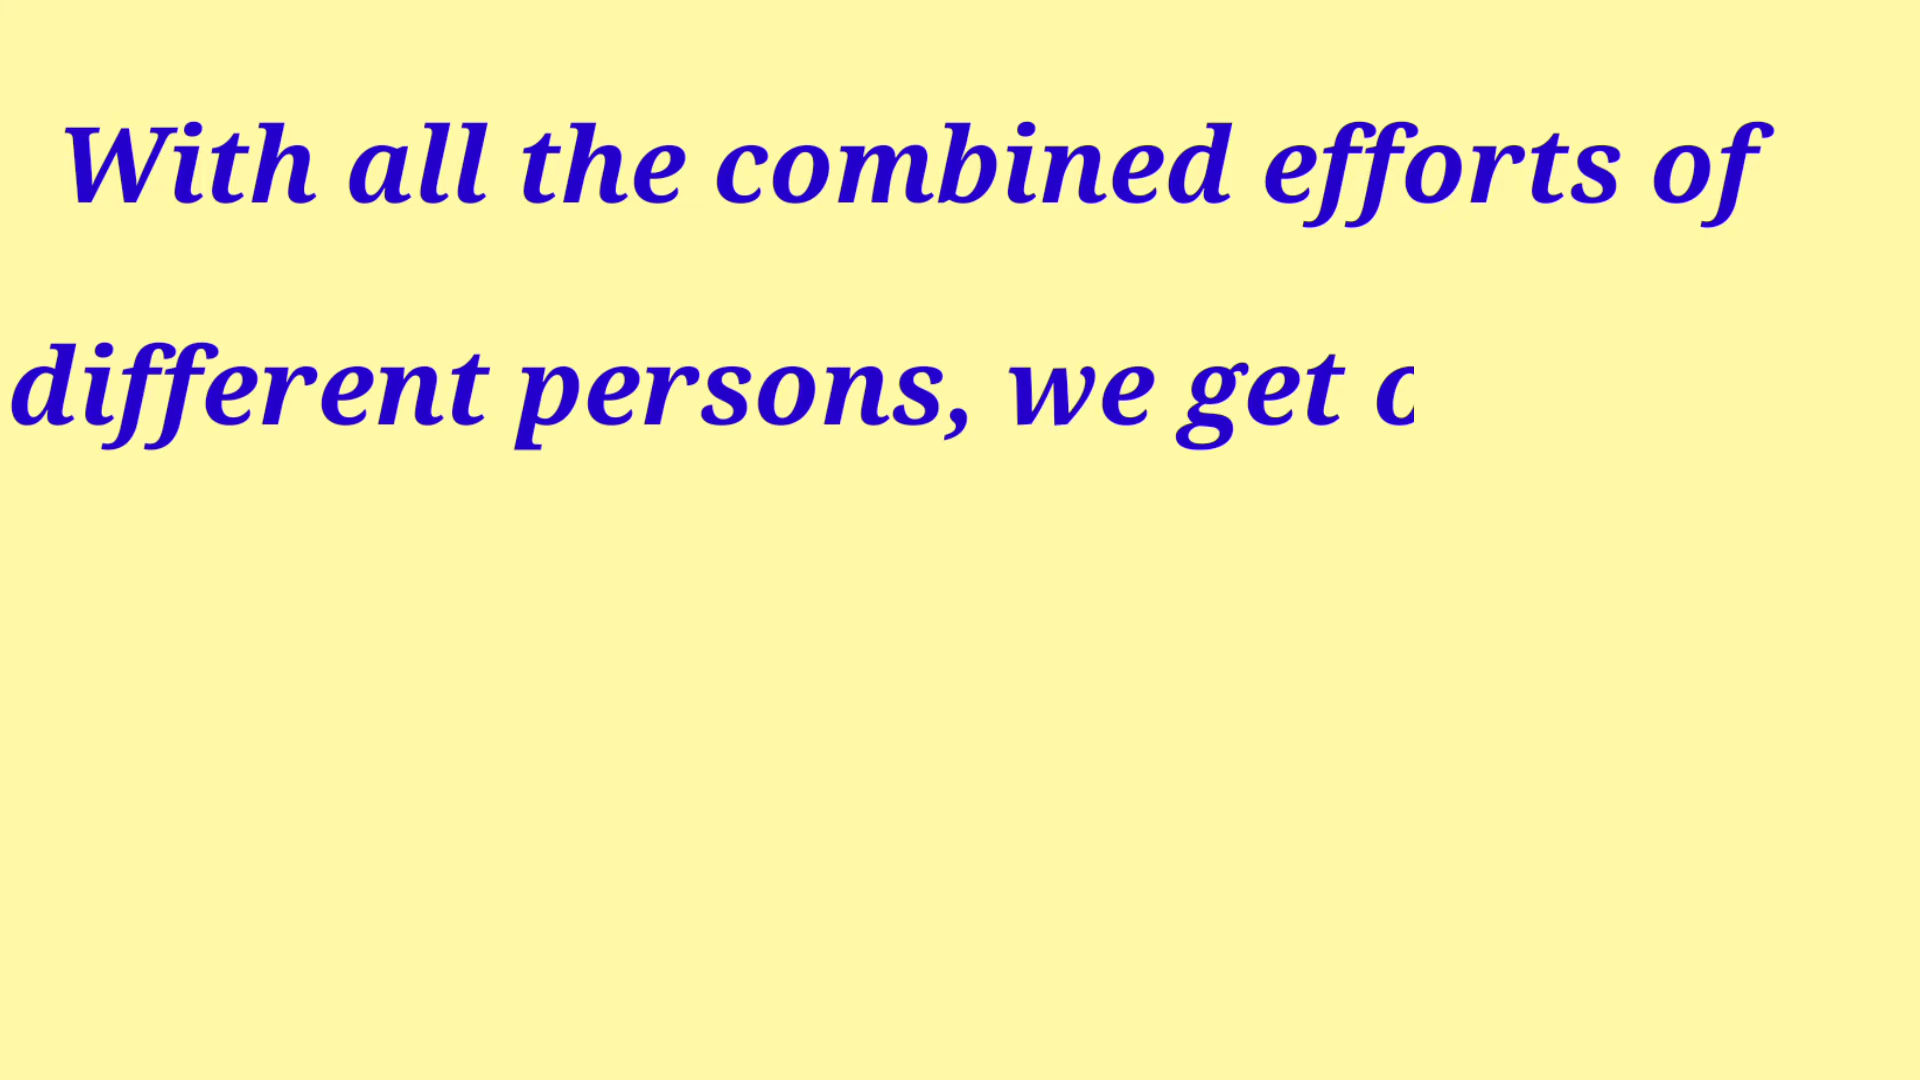 With all the combined efforts of
different persons, we get